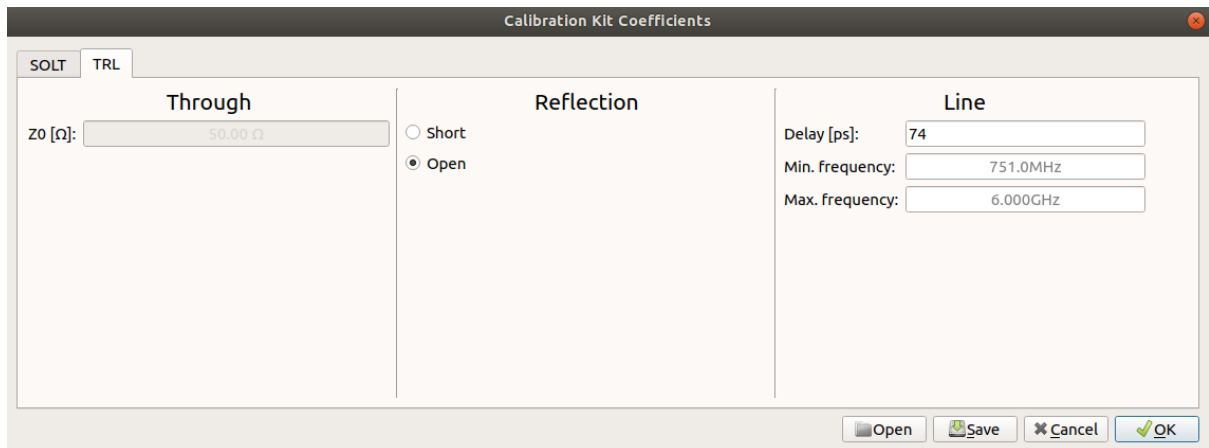 Calibration Kit Coefficients
SOLT TRL
Through
Z0 [Ω]: 50.00 Ω
Reflection
Short
Open
Line
Delay [ps]: 74
Min. frequency: 751.0MHz
Max. frequency: 6.000GHz
Open Save Cancel OK